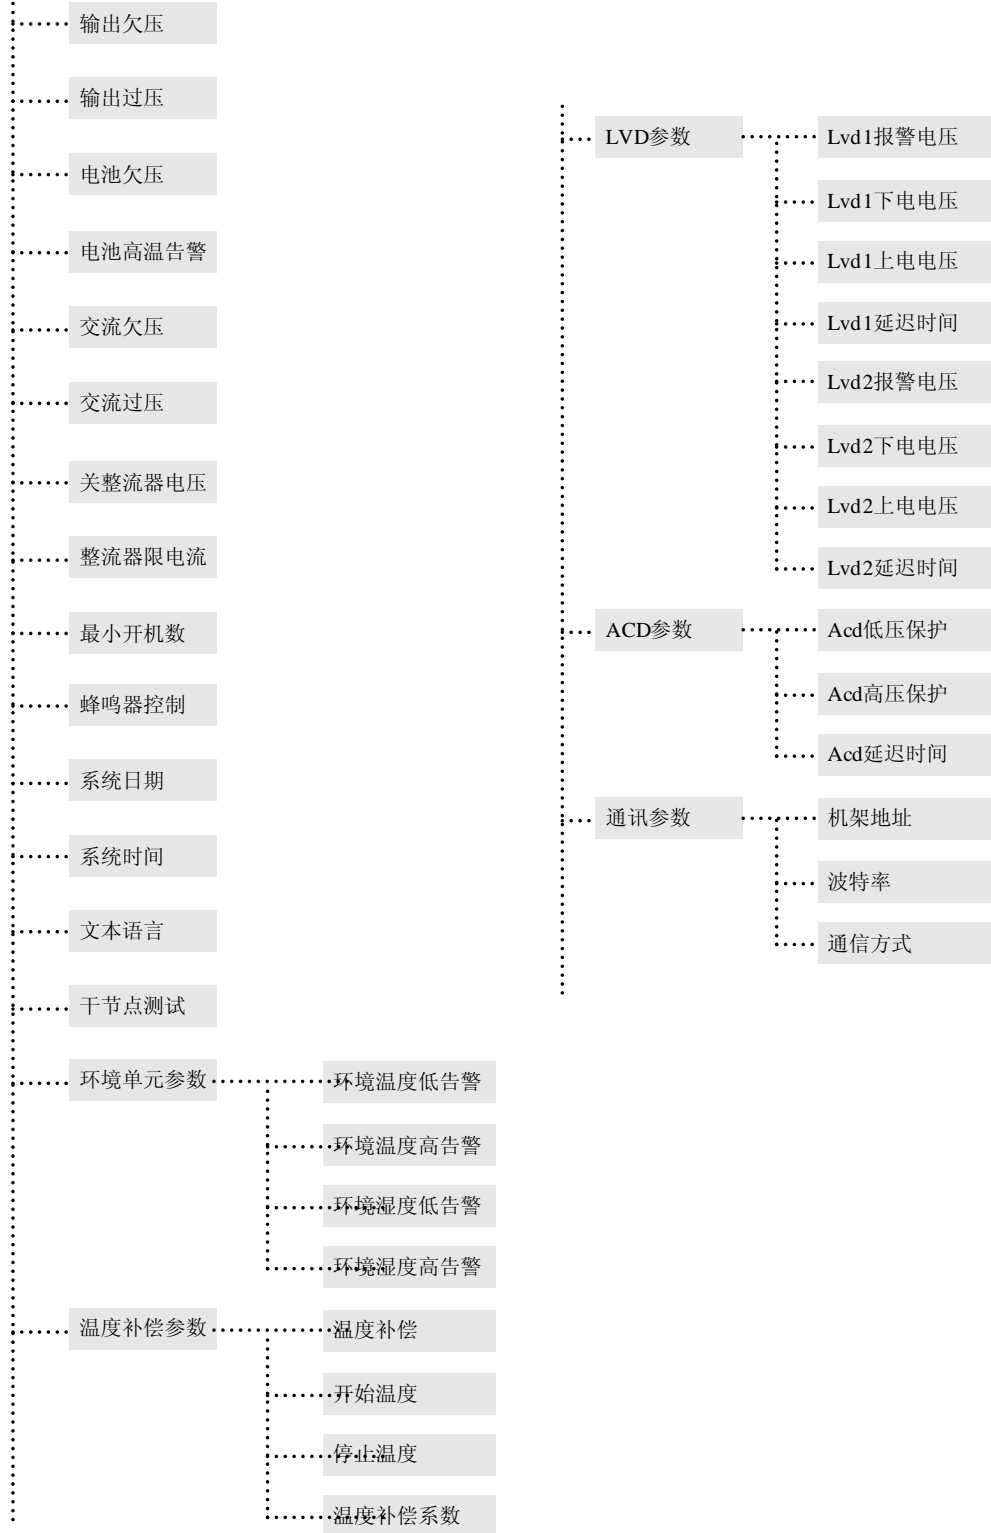 输出欠压
输出过压
电池欠压
电池高温告警
交流欠压
交流过压
关整流器电压
整流器限电流
最小开机数
蜂鸣器控制
系统日期
系统时间
文本语言
干节点测试
环境单元参数
环境温度低告警
环境温度高告警
环境湿度低告警
环境湿度高告警
温度补偿参数
温度补偿
开始温度
停止温度
温度补偿系数
LVD参数
Lvd1报警电压
Lvd1下电电压
Lvd1上电电压
Lvd1延迟时间
Lvd2报警电压
Lvd2下电电压
Lvd2上电电压
Lvd2延迟时间
ACD参数
Acd低压保护
Acd高压保护
Acd延迟时间
通讯参数
机架地址
波特率
通信方式